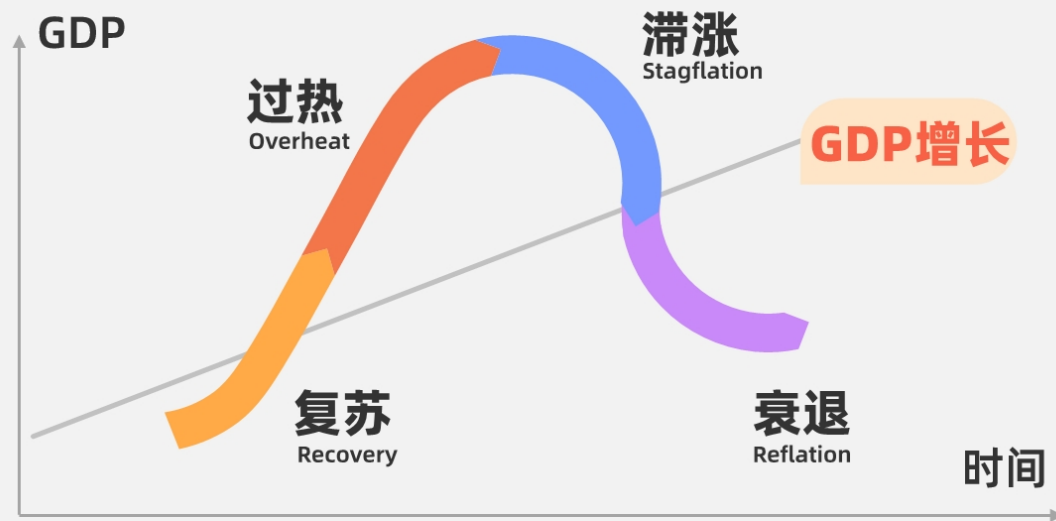 GDP
滞涨
Stagflation
过热
Overheat
GDP增长
复苏
Recovery
衰退
Reflation
时间